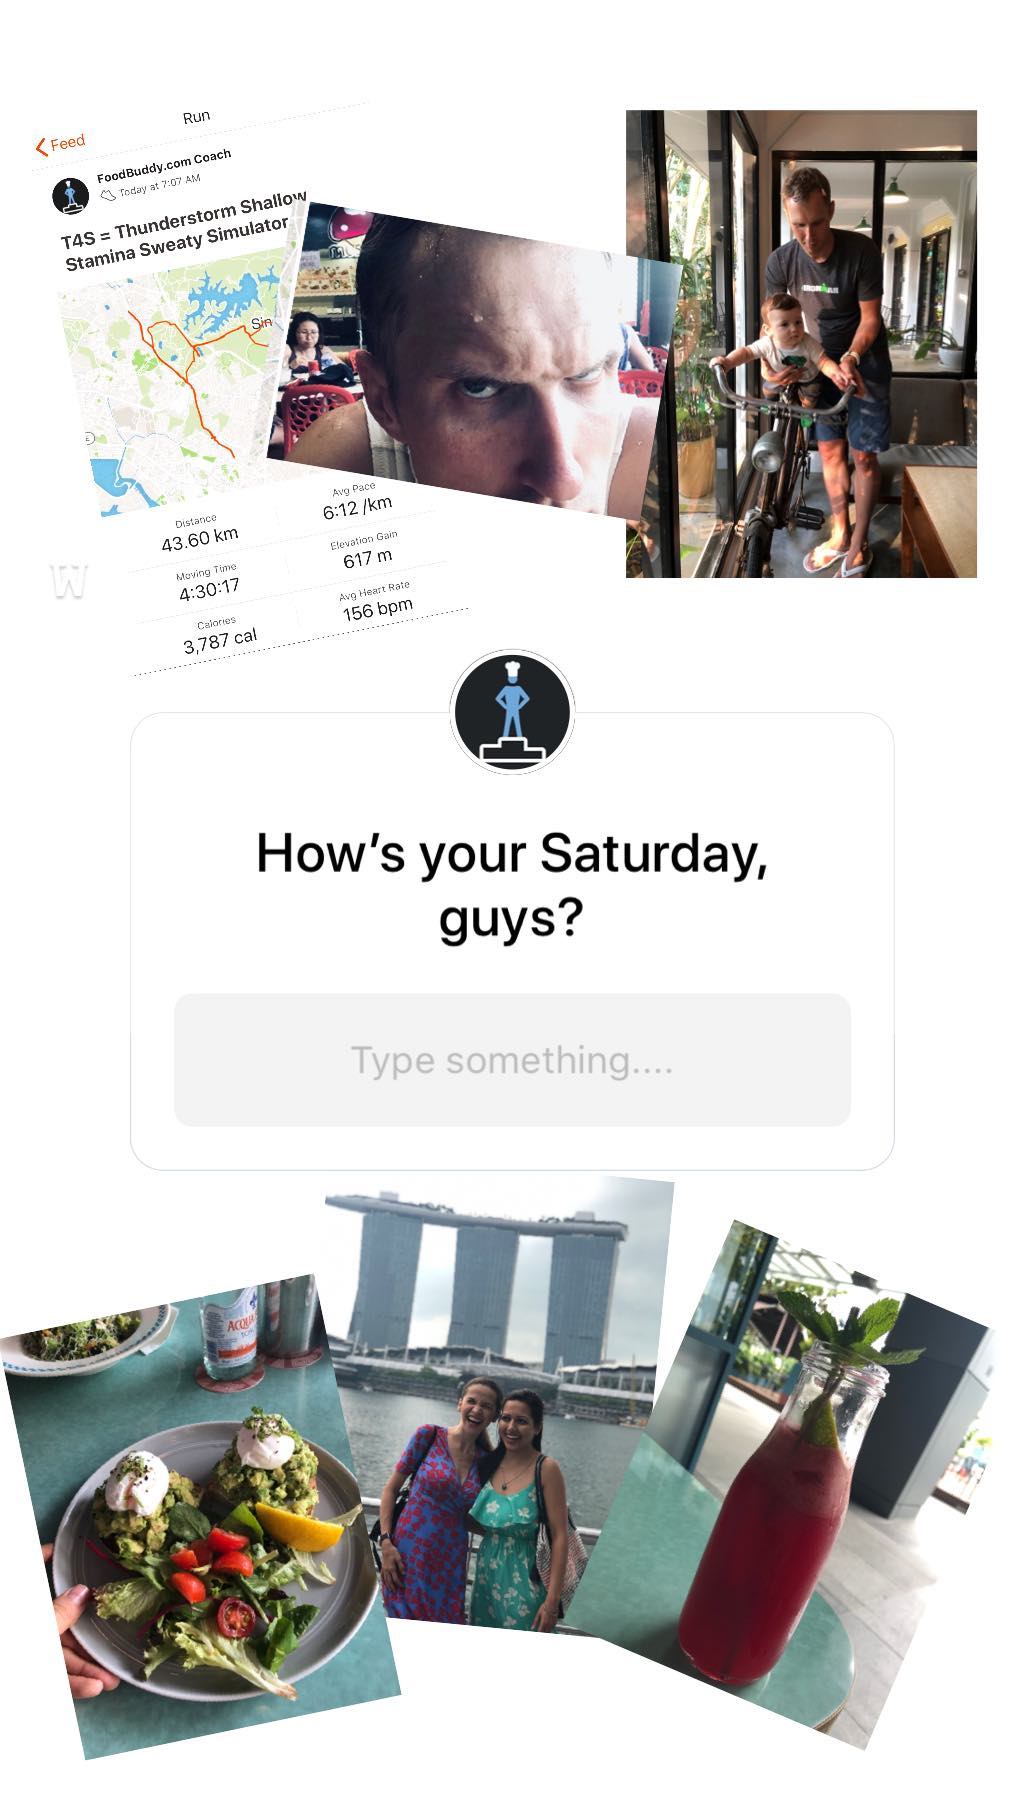 Run
Feed
FoodBuddy.com Coach
Today at 7:07 AM
T4S = Thunderstorm Shallow
Stamina Sweaty Simulator
Sin
Distance
43.60 km
Avg Pace
6:12 /km
Moving Time
4:30:17
Elevation Gain
617 m
Calories
3,787 cal
Avg Heart Rate
156 bpm
W
How's your Saturday,
guys?
Type something....
ACQUA